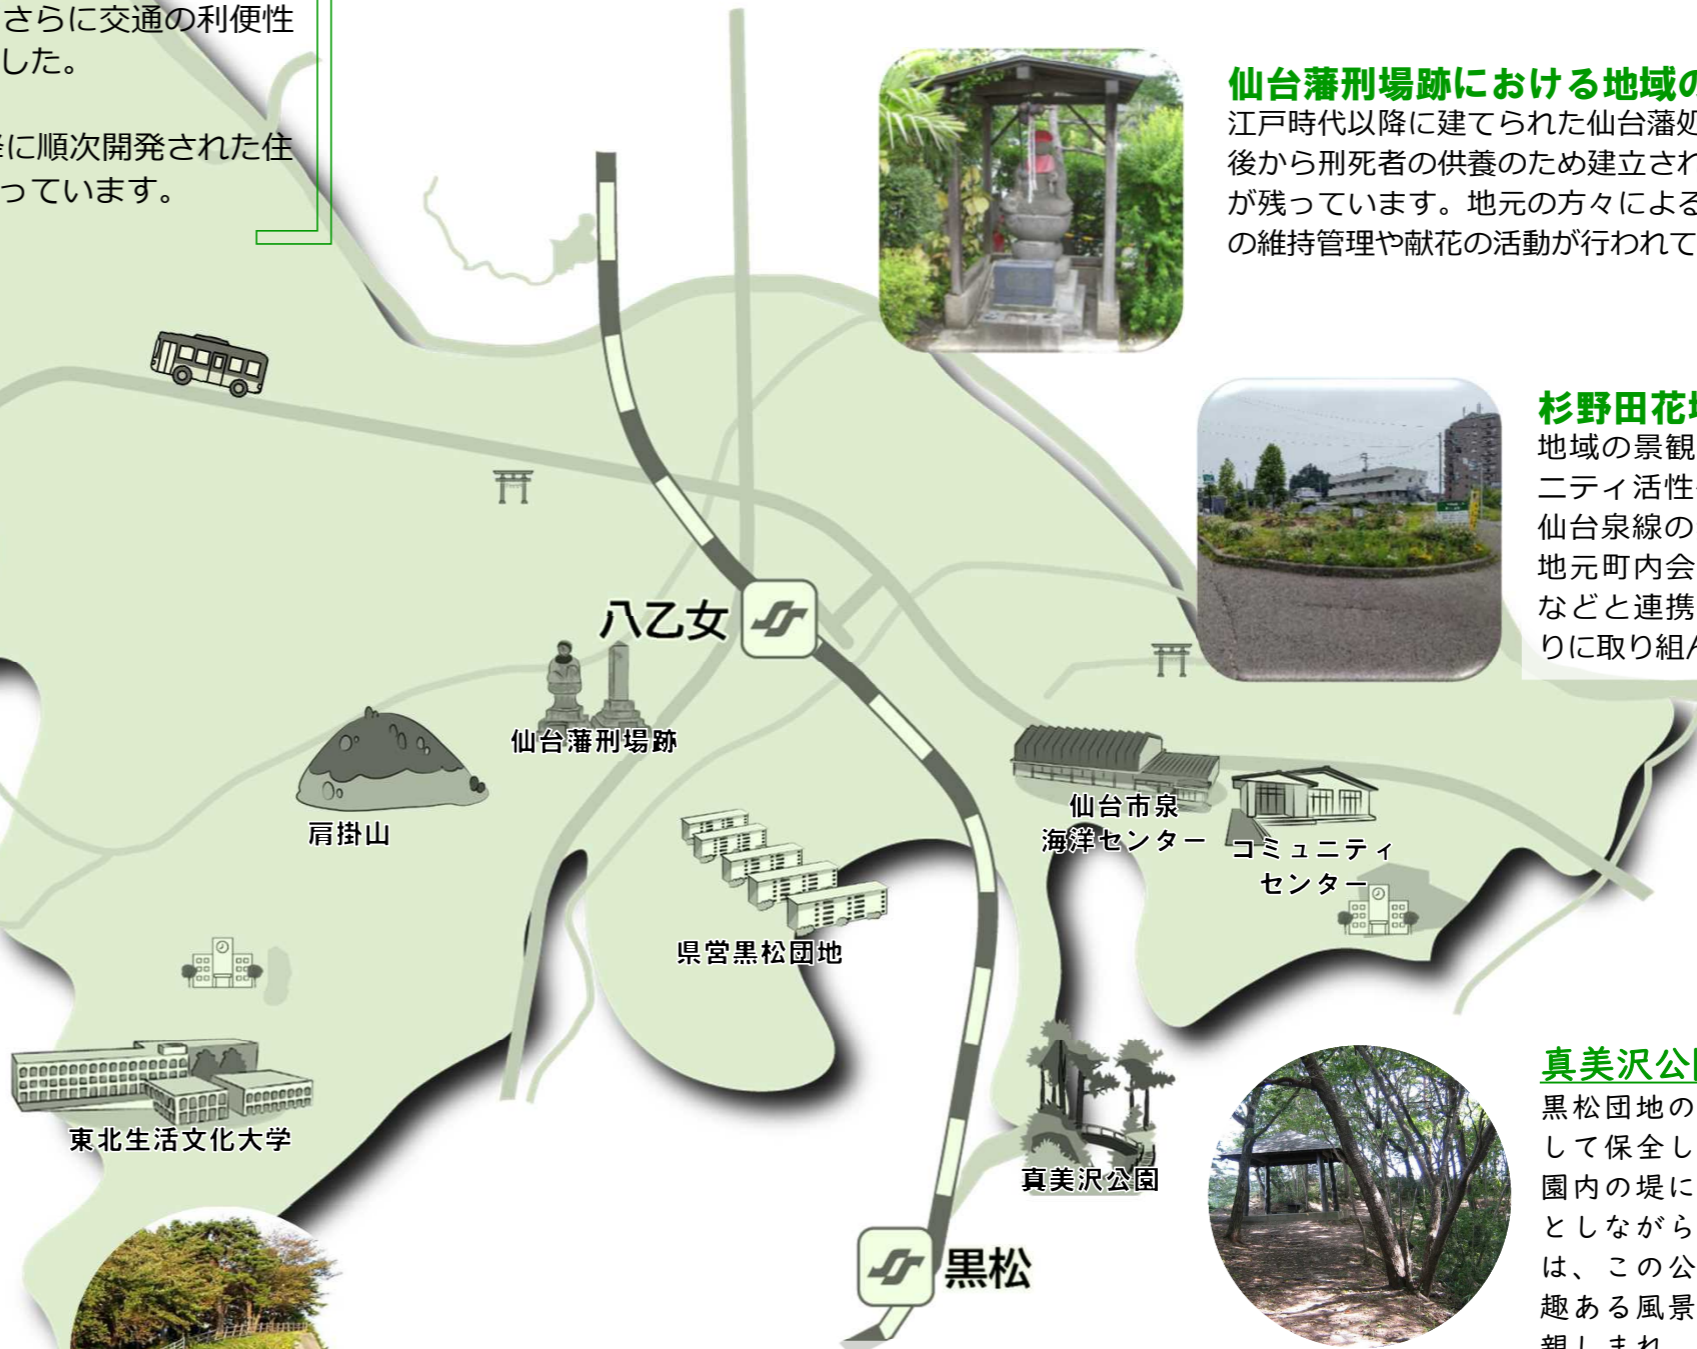 さらに交通の利便性
した。
に順次開発された住
っています。
仙台藩刑場跡における地域の
江戸時代以降に建てられた仙台藩処
後から刑死者の供養のため建立され
が残っています。地元の方々による
の維持管理や献花の活動が行われて
杉野田花
地域の景観
ニティ活性
仙台泉線の
地元町内会
などと連携
りに取り組
八乙女
仙台藩刑場跡
肩掛山
仙台市泉
海洋センター
コミュニティ
センター
県営黒松団地
東北生活文化大学
真美沢公園
黒松
真美沢公
黒松団地の
して保全し
園内の堤に
としながら
は、この公
趣ある風景
親しまれ